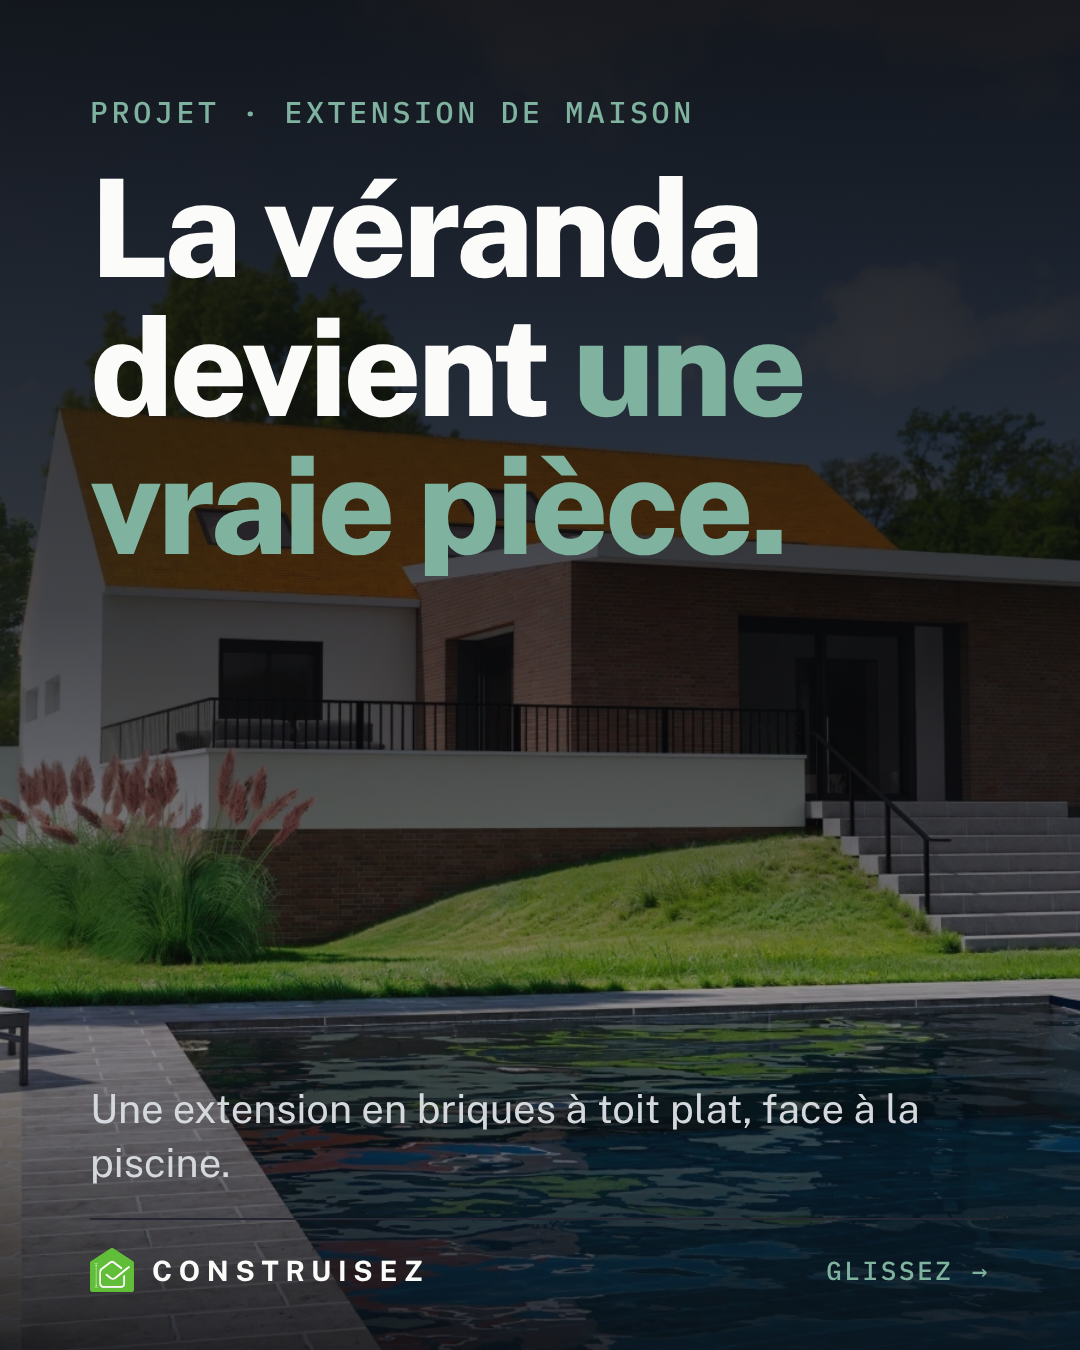 PROJET · EXTENSION DE MAISON
La véranda
devient une
vraie pièce.
Une extension en briques à toit plat, face à la
piscine.
CONSTRUISEZ
GLISSEZ →